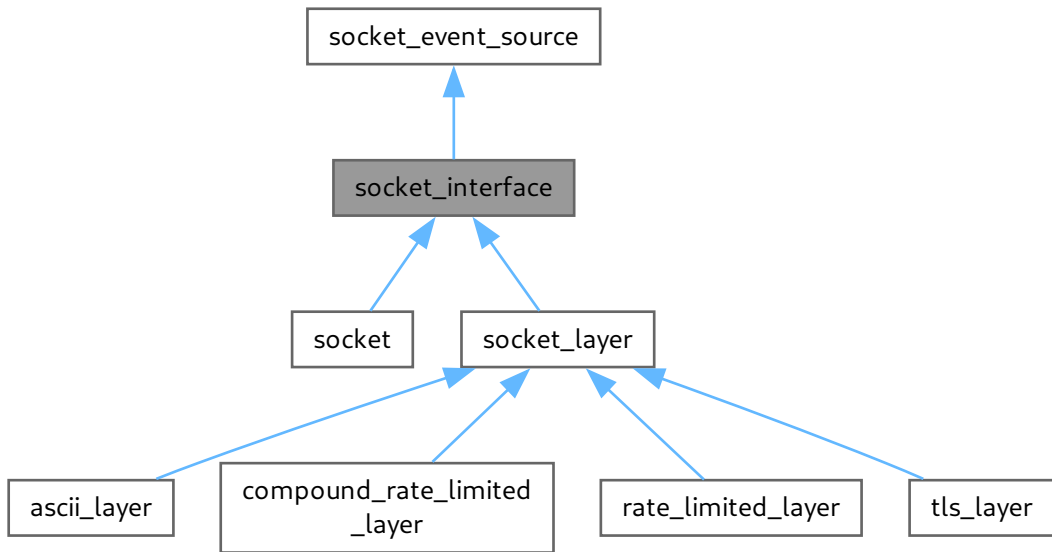 socket_event_source
socket_interface
socket
socket_layer
ascii_layer
compound_rate_limited
_layer
rate_limited_layer
tls_layer